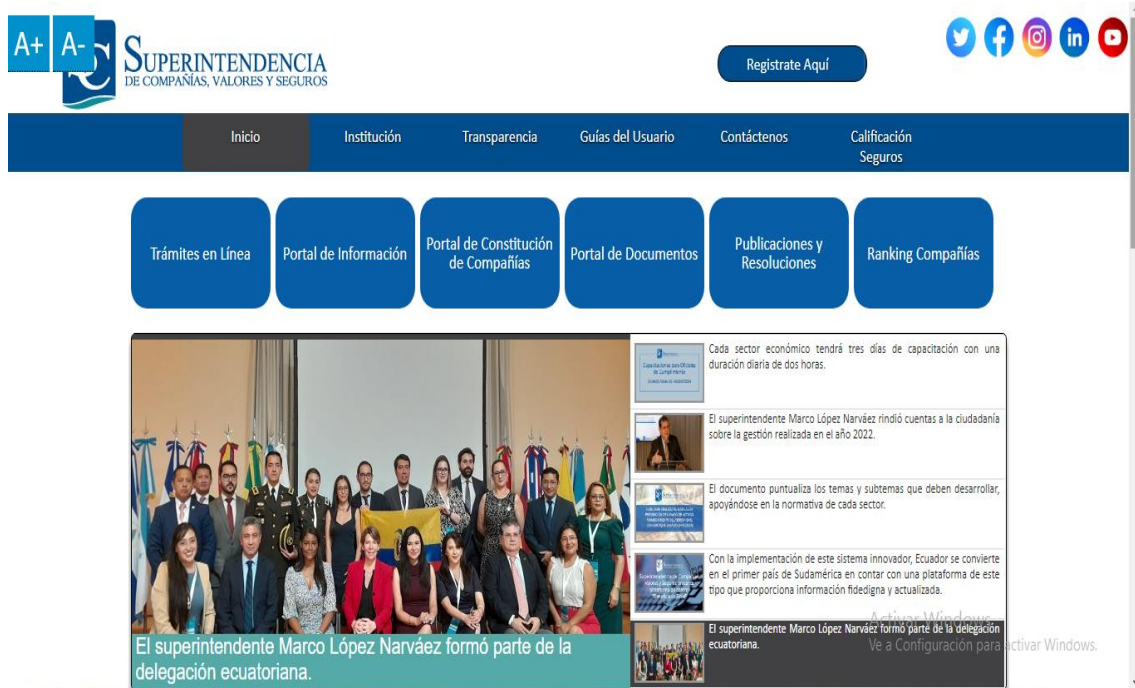 A+ A-
SUPERINTENDENCIA
DE COMPAÑÍAS, VALORES Y SEGUROS
Registrate Aquí
Inicio
Institución
Transparencia
Guías del Usuario
Contáctenos
Calificación
Seguros
Trámites en Línea
Portal de Información
Portal de Constitución
de Compañías
Portal de Documentos
Publicaciones y
Resoluciones
Ranking Compañías
El superintendente Marco López Narváez formó parte de la
delegación ecuatoriana.
Cada sector económico tendrá tres días de capacitación con una
duración diaria de dos horas.
El superintendente Marco López Narváez rindió cuentas a la ciudadanía
sobre la gestión realizada en el año 2022.
El documento puntualiza los temas y subtemas que deben desarrollar,
apoyándose en la normativa de cada sector.
Con la implementación de este sistema innovador, Ecuador se convierte
en el primer país de Sudamérica en contar con una plataforma de este
tipo que proporciona información fidedigna y actualizada.
El superintendente Marco López Narváez formó parte de la delegación
ecuatoriana.
Activar Windows
Ve a Configuración para activar Windows.